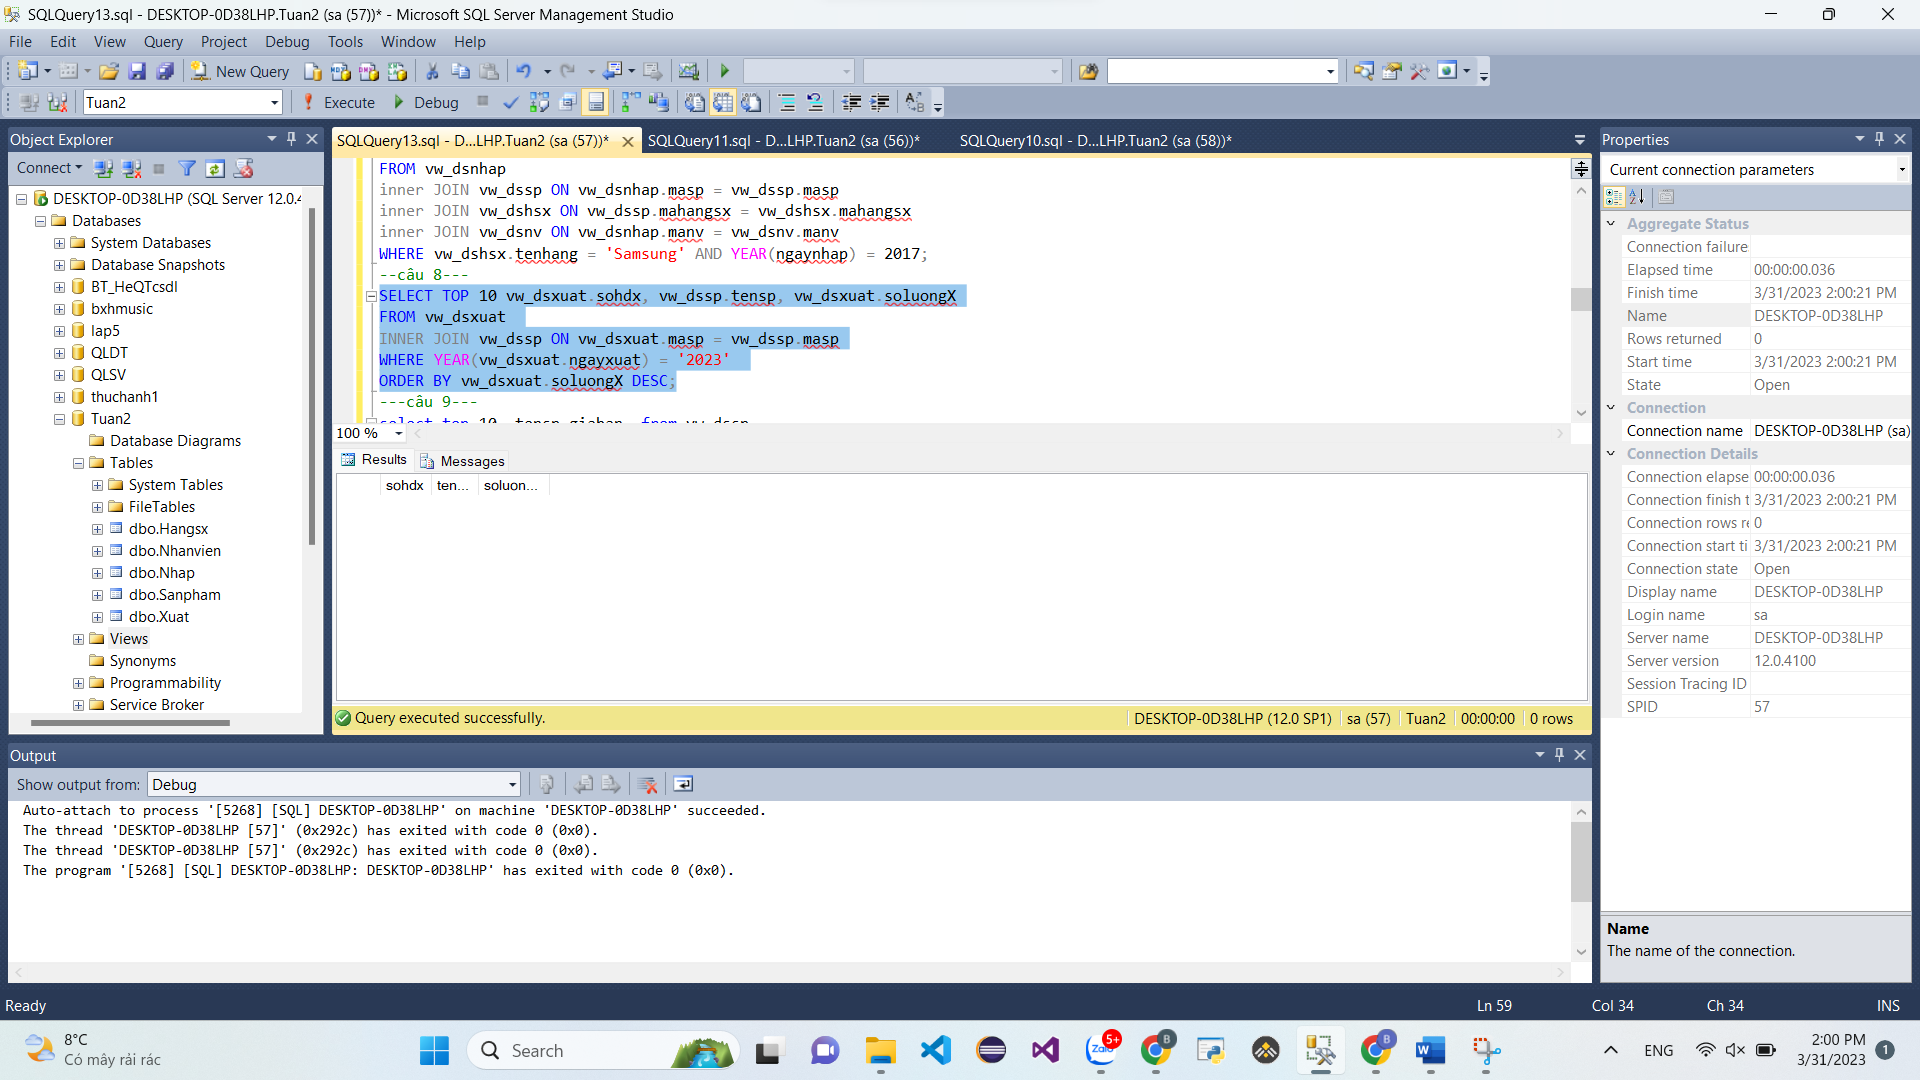 SQLQuery13.sql - DESKTOP-0D38LHP.Tuan2 (sa (57))* - Microsoft SQL Server Management Studio
File Edit View Query Project Debug Tools Window Help
New Query
Tuan2 Execute Debug
Object Explorer
Connect
DESKTOP-0D38LHP (SQL Server 12.0.4
Databases
System Databases
Database Snapshots
BT_HeQTcsdl
bxhmusic
lap5
QLDT
QLSV
thuchanh1
Tuan2
Database Diagrams
Tables
System Tables
FileTables
dbo.Hangsx
dbo.Nhanvien
dbo.Nhap
dbo.Sanpham
dbo.Xuat
Views
Synonyms
Programmability
Service Broker
SQLQuery13.sql - D...LHP.Tuan2 (sa (57))* SQLQuery11.sql - D...LHP.Tuan2 (sa (56))* SQLQuery10.sql - D...LHP.Tuan2 (sa (58))*
FROM vw_dsnhap
inner JOIN vw_dssp ON vw_dsnhap.masp = vw_dssp.masp
inner JOIN vw_dshsx ON vw_dssp.mahangsx = vw_dshsx.mahangsx
inner JOIN vw_dsnv ON vw_dsnhap.manv = vw_dsnv.manv
WHERE vw_dshsx.tenhang = 'Samsung' AND YEAR(ngaynhap) = 2017;
--câu 8---
SELECT TOP 10 vw_dsxuat.sohdx, vw_dssp.tensp, vw_dsxuat.soluongX
FROM vw_dsxuat
INNER JOIN vw_dssp ON vw_dsxuat.masp = vw_dssp.masp
WHERE YEAR(vw_dsxuat.ngayxuat) = '2023'
ORDER BY vw_dsxuat.soluongX DESC;
---câu 9---
select top 10 tensp,giaban from vw_dssp
100 %
Results Messages
sohdx ten... soluon...
Query executed successfully. DESKTOP-0D38LHP (12.0 SP1) sa (57) Tuan2 00:00:00 0 rows
Properties
Current connection parameters
Aggregate Status
Connection failure
Elapsed time 00:00:00.036
Finish time 3/31/2023 2:00:21 PM
Name DESKTOP-0D38LHP
Rows returned 0
Start time 3/31/2023 2:00:21 PM
State Open
Connection
Connection name DESKTOP-0D38LHP (sa)
Connection Details
Connection elapse 00:00:00.036
Connection finish t 3/31/2023 2:00:21 PM
Connection rows re 0
Connection start ti 3/31/2023 2:00:21 PM
Connection state Open
Display name DESKTOP-0D38LHP
Login name sa
Server name DESKTOP-0D38LHP
Server version 12.0.4100
Session Tracing ID
SPID 57
Name
The name of the connection.
Output
Show output from: Debug
Auto-attach to process '[5268] [SQL] DESKTOP-0D38LHP' on machine 'DESKTOP-0D38LHP' succeeded.
The thread 'DESKTOP-0D38LHP [57]' (0x292c) has exited with code 0 (0x0).
The thread 'DESKTOP-0D38LHP [57]' (0x292c) has exited with code 0 (0x0).
The program '[5268] [SQL] DESKTOP-0D38LHP: DESKTOP-0D38LHP' has exited with code 0 (0x0).
Ready Ln 59 Col 34 Ch 34 INS
8°C
Có mây rải rác
Search
Zalo 5+
B
B
ENG
2:00 PM
3/31/2023
1